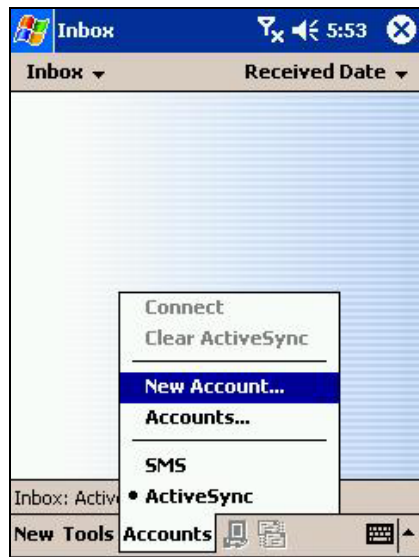 Inbox 5:53
Inbox Received Date
Connect
Clear ActiveSync
New Account...
Accounts...
SMS
Inbox: Activ • ActiveSync
New Tools Accounts